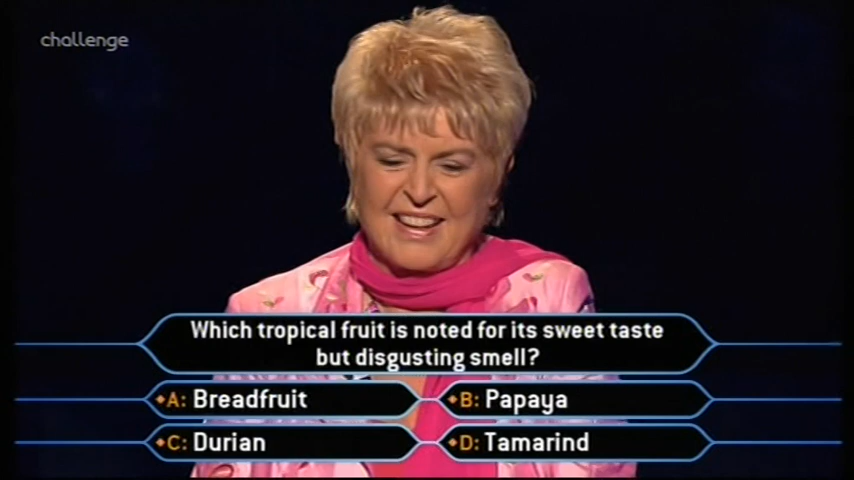 challenge
Which tropical fruit is noted for its sweet taste
but disgusting smell?
A: Breadfruit
B: Papaya
C: Durian
D: Tamarind